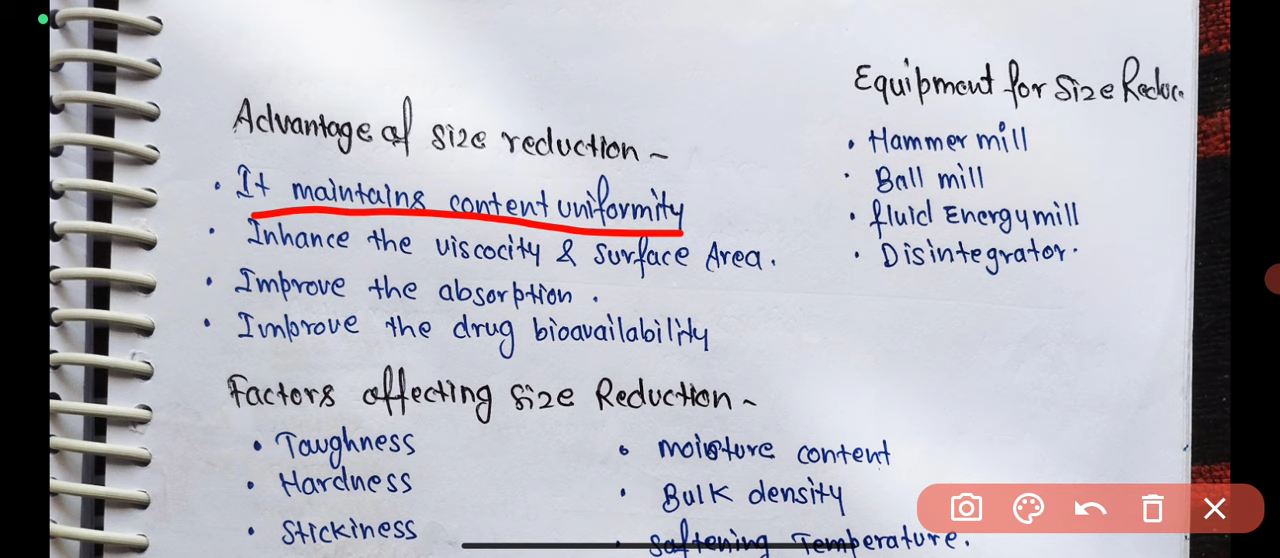 Advantage of size reduction ~
• It maintains content uniformity
• Inhance the viscocity & surface Area.
• Improve the absorption.
• Improve the drug bioavailability
Equipment for Size Reduc
• Hammer mill
• Ball mill
• fluid Energy mill
• Disintegrator.
Factors affecting size Reduction ~
• Toughness
• Hardness
• Stickiness
• moisture content
• Bulk density
• softening Temperature.